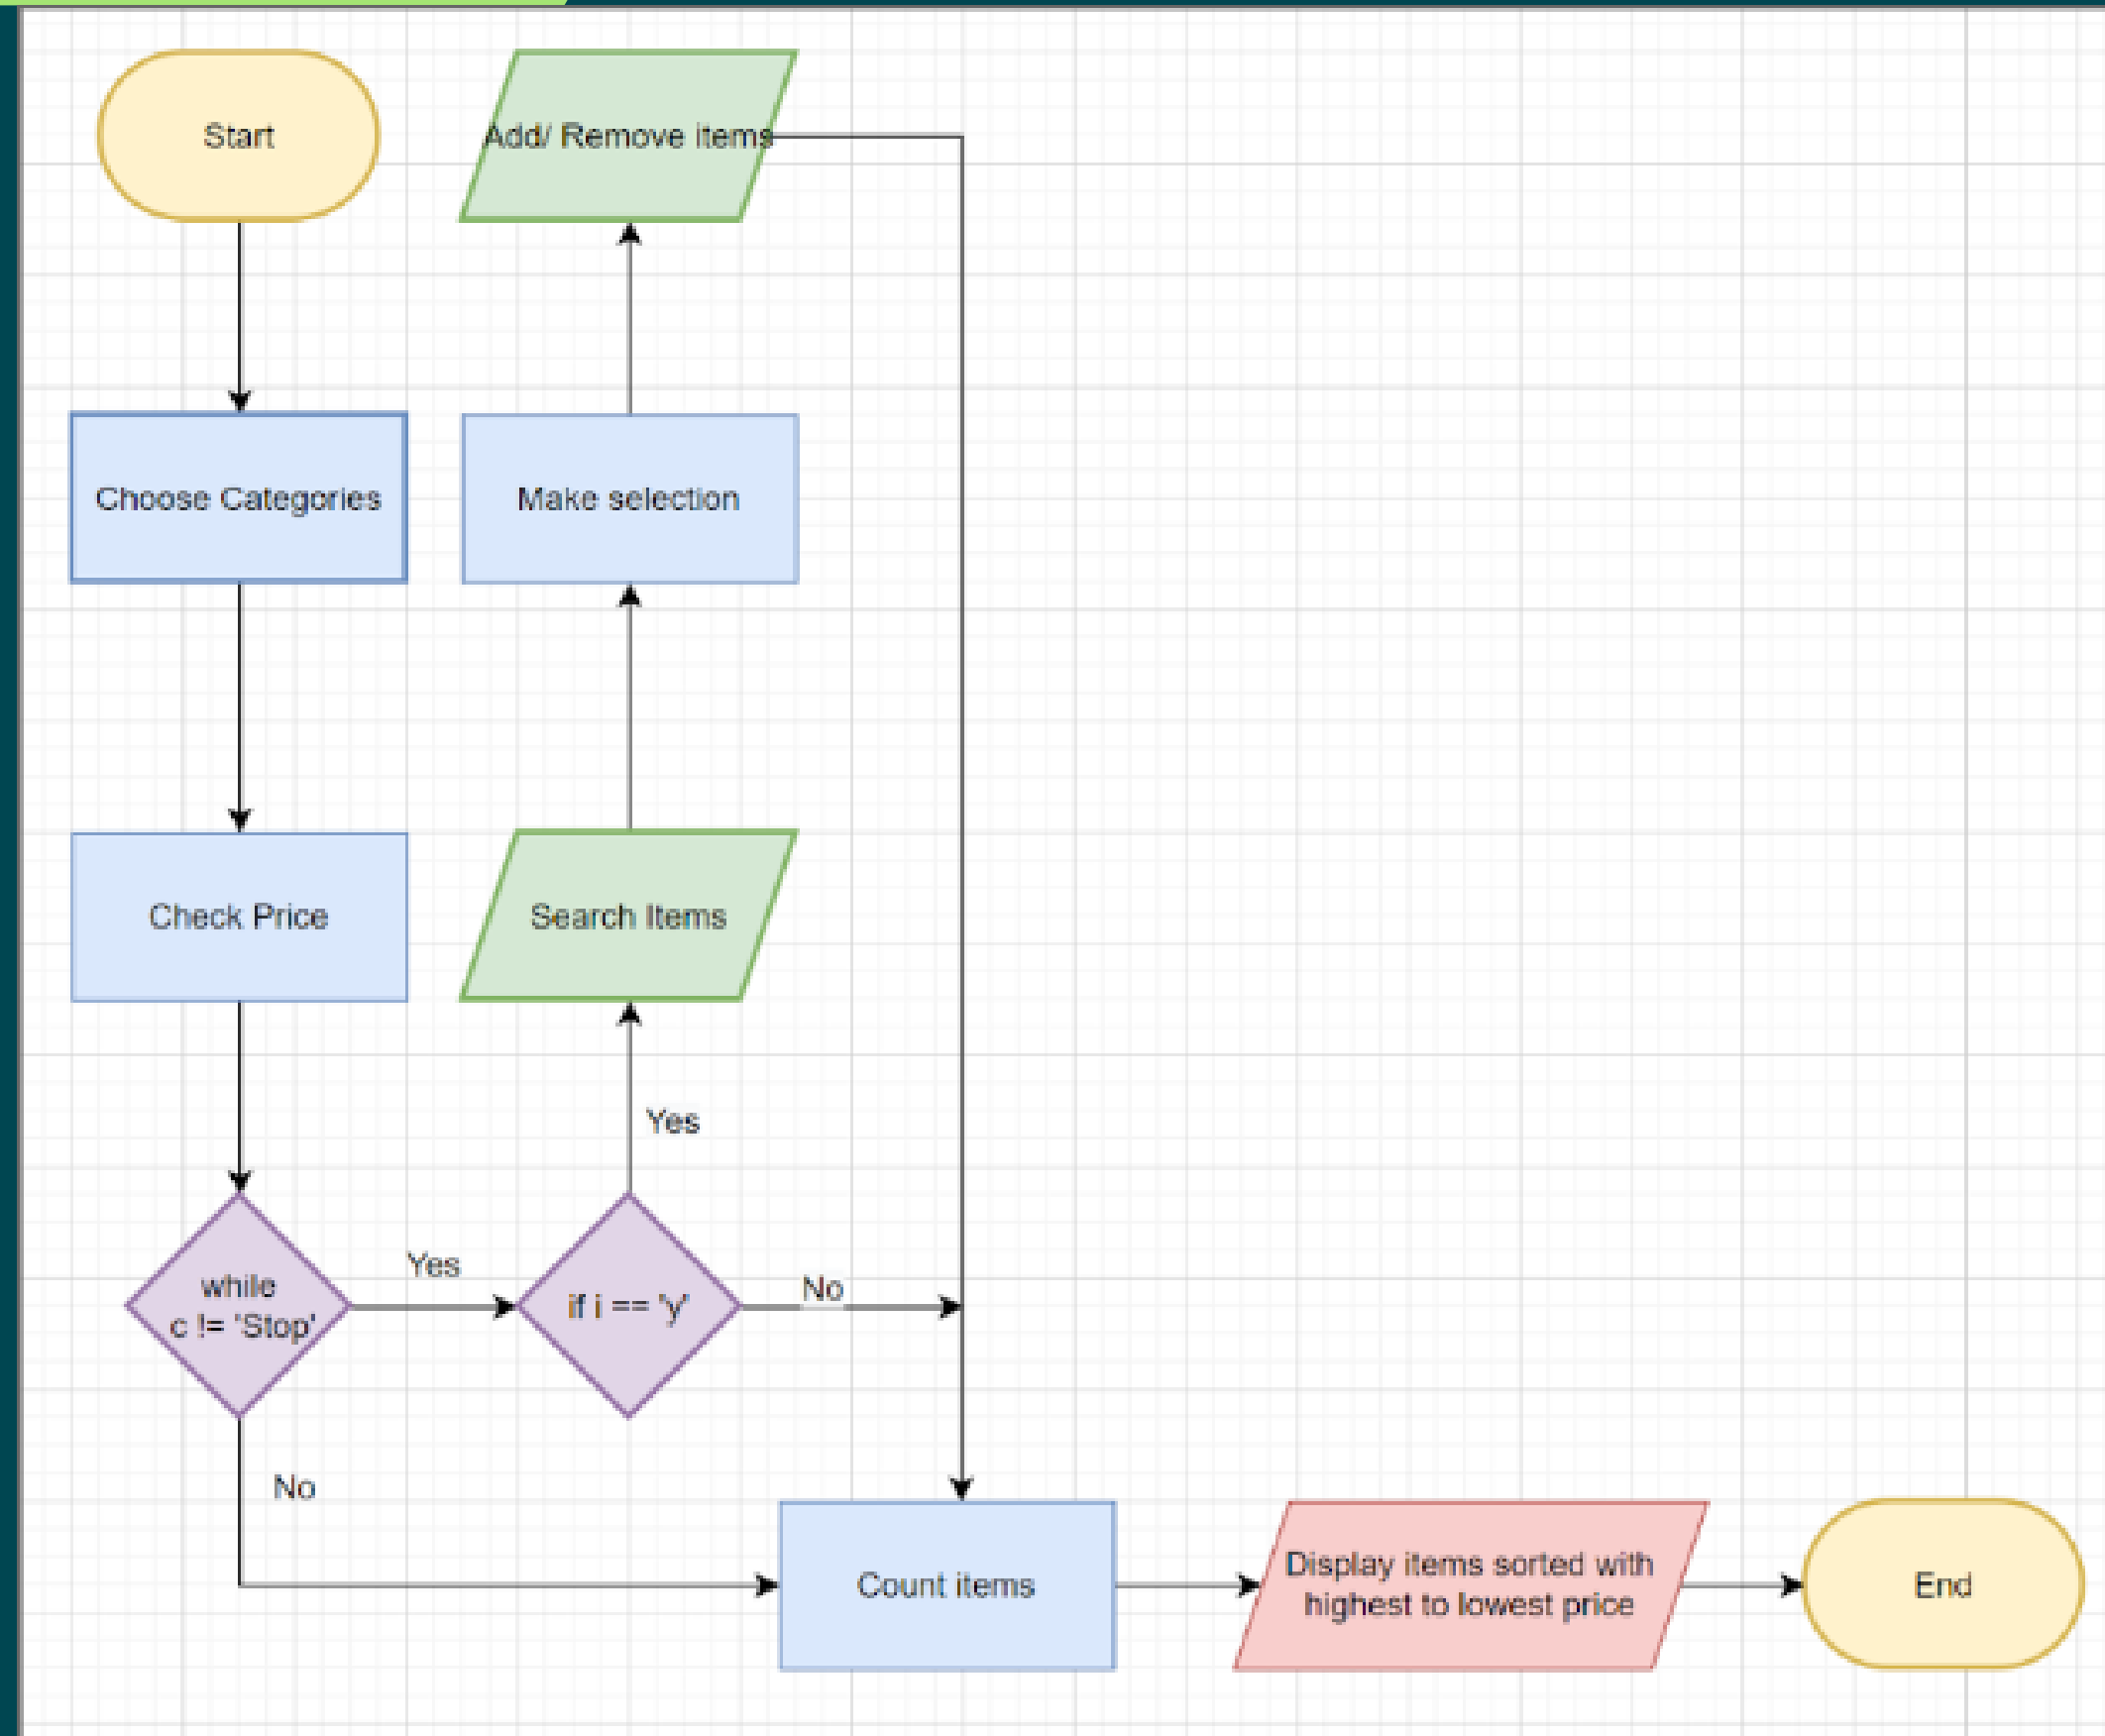 Start
Add/ Remove items
Choose Categories
Make selection
Check Price
Search Items
Yes
while
c != 'Stop'
Yes
if i == 'y'
No
No
Count items
Display items sorted with
highest to lowest price
End